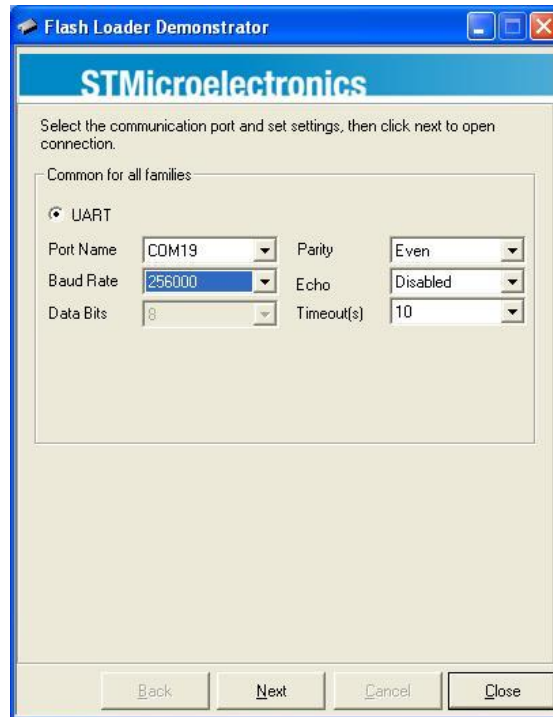 Flash Loader Demonstrator
STMicroelectronics
Select the communication port and set settings, then click next to open
connection.
Common for all families
UART
Port Name COM19 Parity Even
Baud Rate 256000 Echo Disabled
Data Bits 8 Timeout(s) 10
Back Next Cancel Close